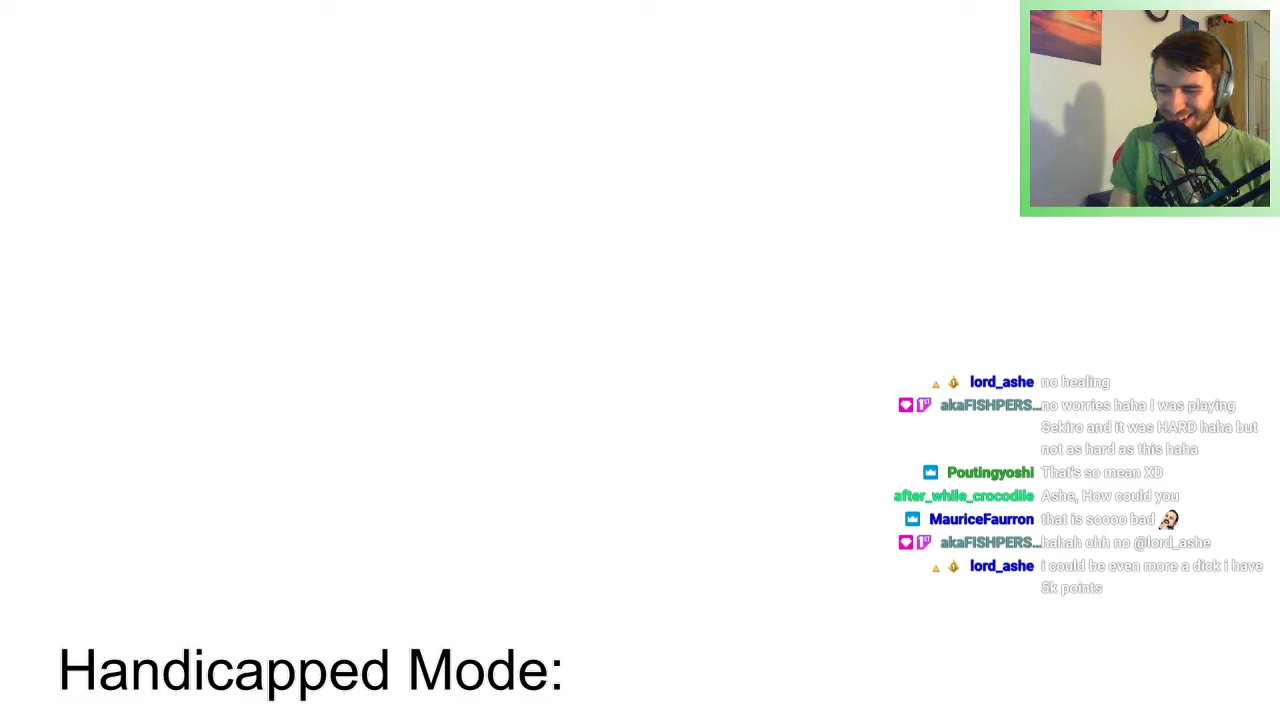 lord_ashe no healing
akaFISHPERS... no worries haha I was playing
Sekiro and it was HARD haha but
not as hard as this haha
Poutingyoshi That's so mean XD
after_while_crocodile Ashe, How could you
MauriceFaurron that is soooo bad
akaFISHPERS... hahah ohh no @lord_ashe
lord_ashe i could be even more a dick i have
5k points
Handicapped Mode: